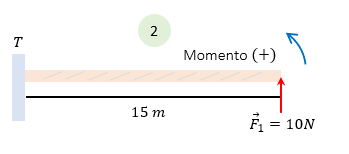 2
T
Momento (+)
15 m
F⃗₁ = 10N